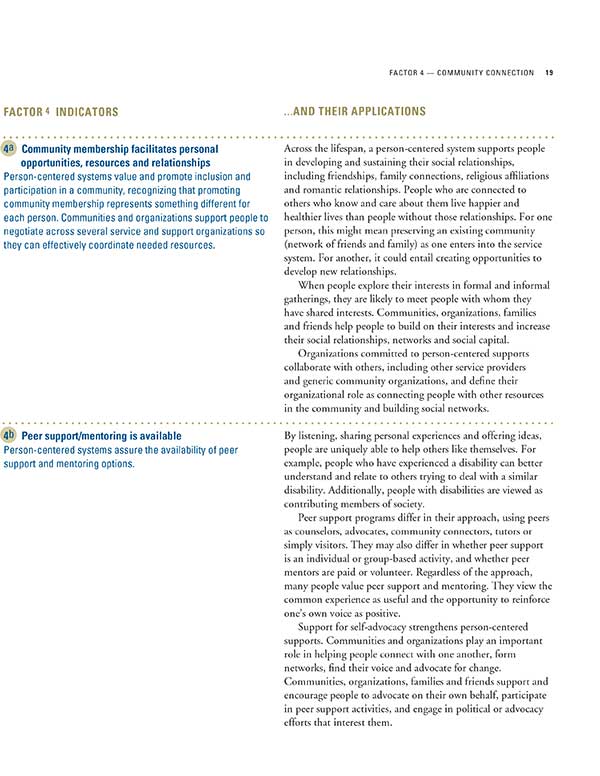 FACTOR 4 — COMMUNITY CONNECTION 19
FACTOR 4 INDICATORS
...AND THEIR APPLICATIONS
4a Community membership facilitates personal
opportunities, resources and relationships
Person-centered systems value and promote inclusion and
participation in a community, recognizing that promoting
community membership represents something different for
each person. Communities and organizations support people to
negotiate across several service and support organizations so
they can effectively coordinate needed resources.
Across the lifespan, a person-centered system supports people
in developing and sustaining their social relationships,
including friendships, family connections, religious affiliations
and romantic relationships. People who are connected to
others who know and care about them live happier and
healthier lives than people without those relationships. For one
person, this might mean preserving an existing community
(network of friends and family) as one enters into the service
system. For another, it could entail creating opportunities to
develop new relationships.
When people explore their interests in formal and informal
gatherings, they are likely to meet people with whom they
have shared interests. Communities, organizations, families
and friends help people to build on their interests and increase
their social relationships, networks and social capital.
Organizations committed to person-centered supports
collaborate with others, including other service providers
and generic community organizations, and define their
organizational role as connecting people with other resources
in the community and building social networks.
4b Peer support/mentoring is available
Person-centered systems assure the availability of peer
support and mentoring options.
By listening, sharing personal experiences and offering ideas,
people are uniquely able to help others like themselves. For
example, people who have experienced a disability can better
understand and relate to others trying to deal with a similar
disability. Additionally, people with disabilities are viewed as
contributing members of society.
Peer support programs differ in their approach, using peers
as counselors, advocates, community connectors, tutors or
simply visitors. They may also differ in whether peer support
is an individual or group-based activity, and whether peer
mentors are paid or volunteer. Regardless of the approach,
many people value peer support and mentoring. They view the
common experience as useful and the opportunity to reinforce
one's own voice as positive.
Support for self-advocacy strengthens person-centered
supports. Communities and organizations play an important
role in helping people connect with one another, form
networks, find their voice and advocate for change.
Communities, organizations, families and friends support and
encourage people to advocate on their own behalf, participate
in peer support activities, and engage in political or advocacy
efforts that interest them.